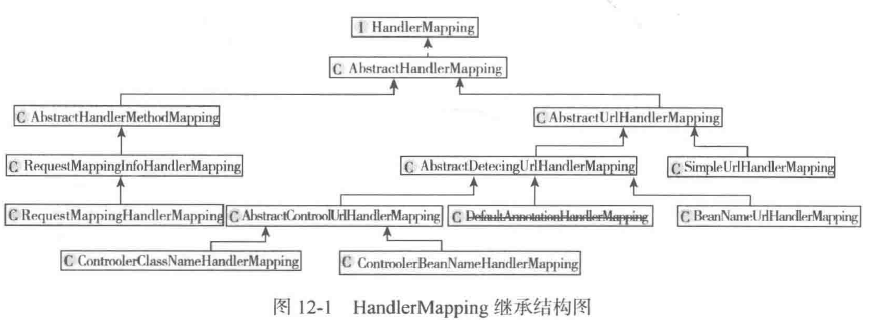 I HandlerMapping
C AbstractHandlerMapping
C AbstractHandlerMethodMapping
C AbstractUrlHandlerMapping
C RequestMappingInfoHandlerMapping
C AbstractDetecingUrlHandlerMapping
C SimpleUrlHandlerMapping
C RequestMappingHandlerMapping
C AbstractControolUrlHandlerMapping
C DefaultAnnotationHandlerMapping
C BeanNameUrlHandlerMapping
C ControolerClassNameHandlerMapping
C ControolerBeanNameHandlerMapping
图 12-1 HandlerMapping 继承结构图